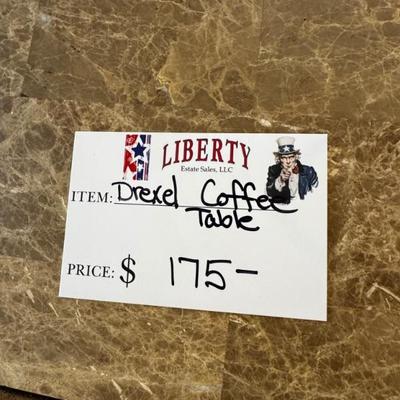 LIBERTY
Estate Sales, LLC
ITEM: Drexel Coffee
Table
PRICE: $ 175-